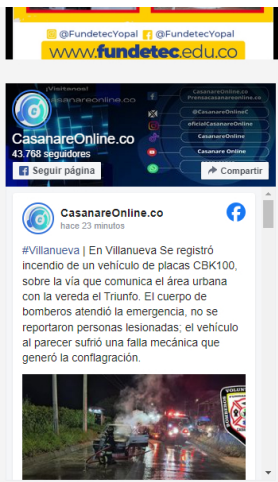 @FundetecYopal @FundetecYopal
www.fundetec.edu.co
¡Visítanos!
casanareonline.co
CasanareOnline.co
Prensacasanareonline.co
@CasanareOnlineC
oficialCasanareOnline
CasanareOnline
Casanare Online
Casanare Online
CasanareOnline.co
43.768 seguidores
Seguir página
Compartir
CasanareOnline.co
hace 23 minutos
#Villanueva | En Villanueva Se registró
incendio de un vehículo de placas CBK100,
sobre la vía que comunica el área urbana
con la vereda el Triunfo. El cuerpo de
bomberos atendió la emergencia, no se
reportaron personas lesionadas; el vehículo
al parecer sufrió una falla mecánica que
generó la conflagración.